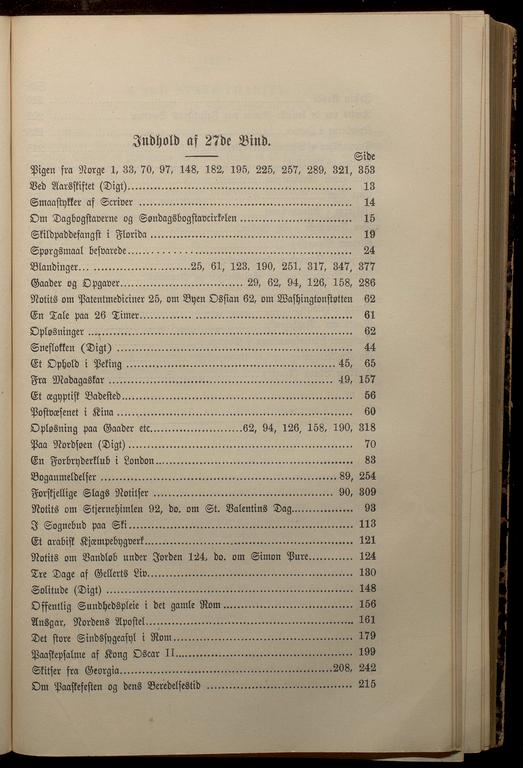 Indhold af 27de Bind.
Side
Pigen fra Norge 1, 33, 70, 97, 148, 182, 195, 225, 257, 289, 321, 353
Ved Aarsskiftet (Digt) 13
Smaastykker af Scriver 14
Om Dagbogstaverne og Søndagsbogstavcirkelen 15
Skildpaddefangst i Florida 19
Spørgsmaal besvarede 24
Blandinger 25, 61, 123, 190, 251, 317, 347, 377
Gaader og Opgaver 29, 62, 94, 126, 158, 286
Notits om Patentmediciner 25, om Byen Ossian 62, om Washingtonstøtten 62
En Tale paa 26 Timer 61
Opløsninger 62
Sneflokken (Digt) 44
Et Ophold i Peking 45, 65
Fra Madagaskar 49, 157
Et ægyptisk Badested 56
Postvæsenet i Kina 60
Opløsning paa Gaader etc. 62, 94, 126, 158, 190, 318
Paa Nordsøen (Digt) 70
En Forbryderklub i London 83
Boganmeldelser 89, 254
Forskjellige Slags Notitser 90, 309
Notits om Stjernehimlen 92, do. om St. Valentins Dag 93
I Sognebud paa Ski 113
Et arabisk Kjæmpebygverk 121
Notits om Vandløb under Jorden 124, do. om Simon Pure 124
Tre Dage af Gellerts Liv 130
Solitude (Digt) 148
Offentlig Sundhedspleie i det gamle Rom 156
Ansgar, Nordens Apostel 161
Det store Sindssygeasyl i Rom 179
Paaskepsalme af Kong Oscar II 199
Skitser fra Georgia 208, 242
Om Paaskefesten og dens Beredelsestid 215